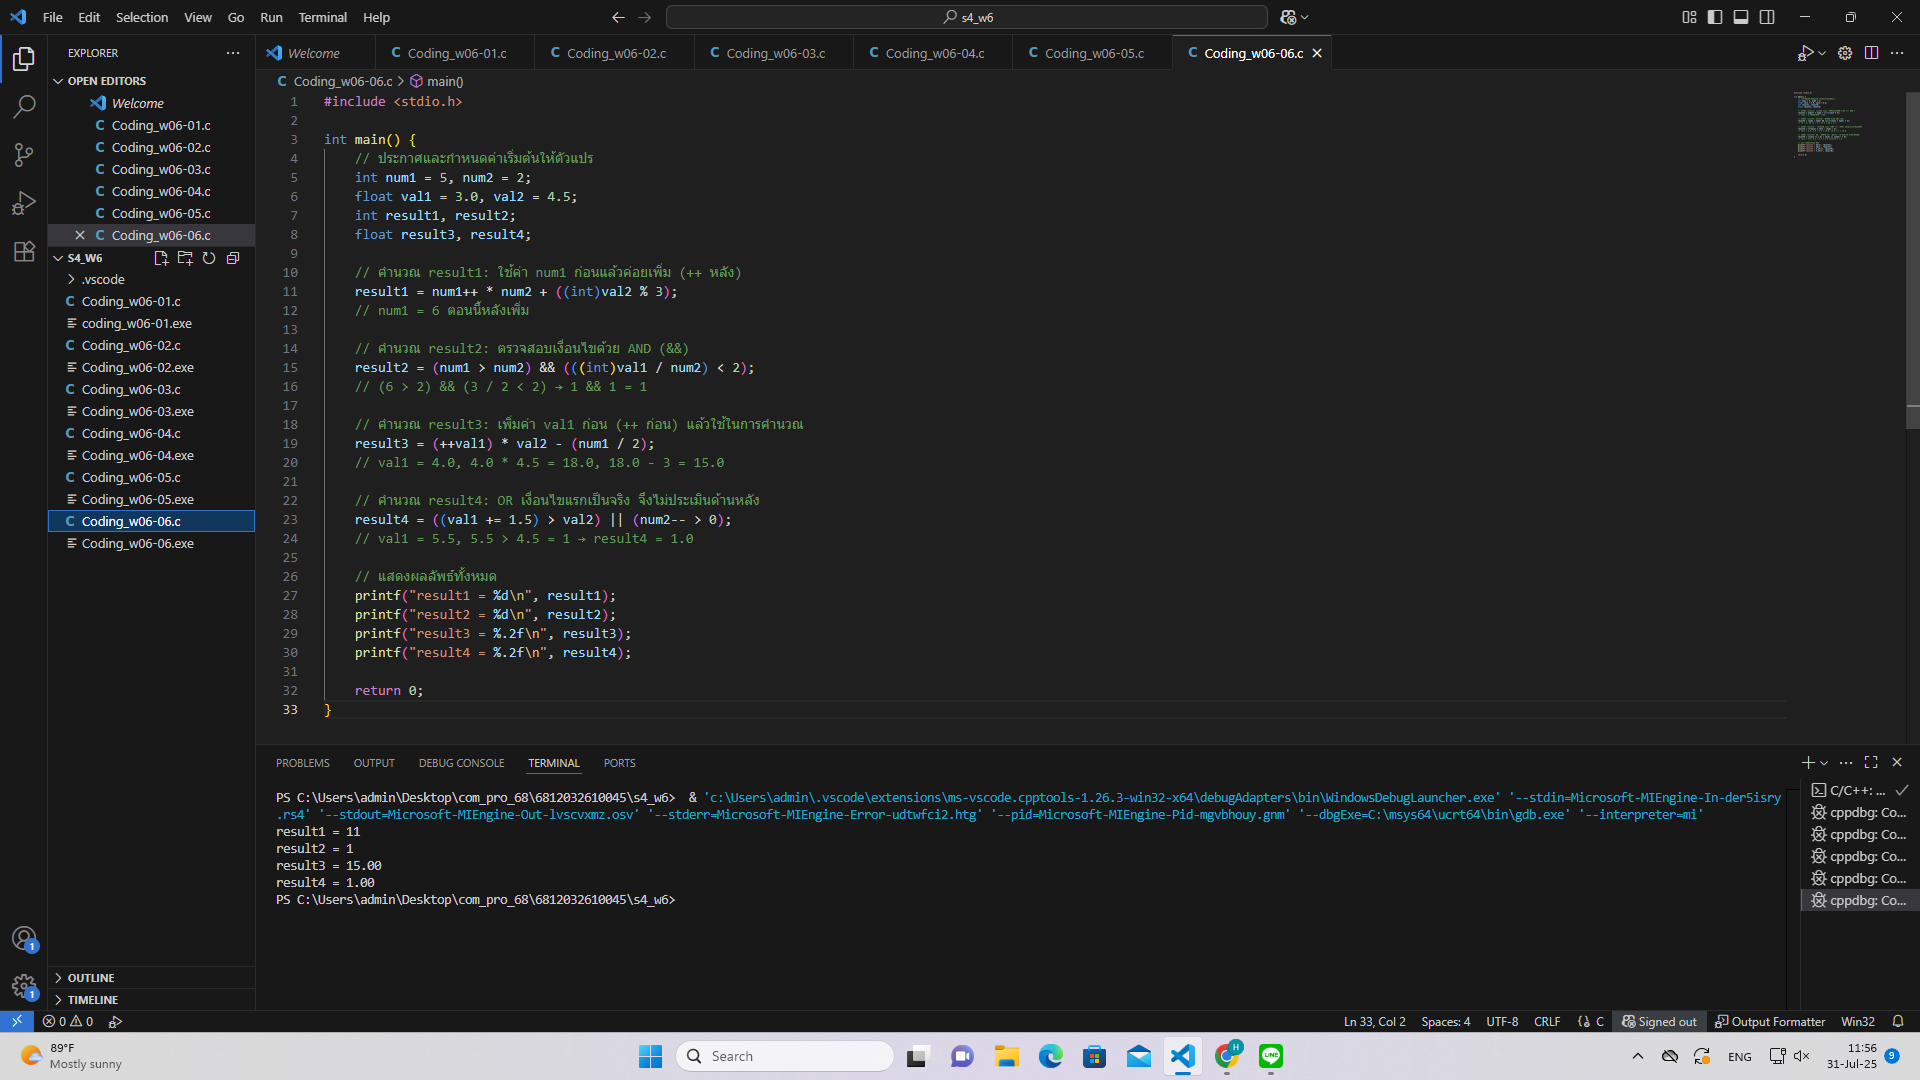 File Edit Selection View Go Run Terminal Help
s4_w6
EXPLORER
Welcome
Coding_w06-01.c
Coding_w06-02.c
Coding_w06-03.c
Coding_w06-04.c
Coding_w06-05.c
Coding_w06-06.c
OPEN EDITORS
Welcome
Coding_w06-01.c
Coding_w06-02.c
Coding_w06-03.c
Coding_w06-04.c
Coding_w06-05.c
Coding_w06-06.c
S4_W6
.vscode
Coding_w06-01.c
coding_w06-01.exe
Coding_w06-02.c
Coding_w06-02.exe
Coding_w06-03.c
Coding_w06-03.exe
Coding_w06-04.c
Coding_w06-04.exe
Coding_w06-05.c
Coding_w06-05.exe
Coding_w06-06.c
Coding_w06-06.exe
OUTLINE
TIMELINE
Coding_w06-06.c > main()
1 #include <stdio.h>
2
3 int main() {
4 // ประกาศและกำหนดค่าเริ่มต้นให้ตัวแปร
5 int num1 = 5, num2 = 2;
6 float val1 = 3.0, val2 = 4.5;
7 int result1, result2;
8 float result3, result4;
9
10 // คำนวณ result1: ใช้ค่า num1 ก่อนแล้วค่อยเพิ่ม (++ หลัง)
11 result1 = num1++ * num2 + ((int)val2 % 3);
12 // num1 = 6 ตอนนี้หลังเพิ่ม
13
14 // คำนวณ result2: ตรวจสอบเงื่อนไขด้วย AND (&&)
15 result2 = (num1 > num2) && (((int)val1 / num2) < 2);
16 // (6 > 2) && (3 / 2 < 2) → 1 && 1 = 1
17
18 // คำนวณ result3: เพิ่มค่า val1 ก่อน (++ ก่อน) แล้วใช้ในการคำนวณ
19 result3 = (++val1) * val2 - (num1 / 2);
20 // val1 = 4.0, 4.0 * 4.5 = 18.0, 18.0 - 3 = 15.0
21
22 // คำนวณ result4: OR เงื่อนไขแรกเป็นจริง จึงไม่ประเมินด้านหลัง
23 result4 = ((val1 += 1.5) > val2) || (num2-- > 0);
24 // val1 = 5.5, 5.5 > 4.5 = 1 → result4 = 1.0
25
26 // แสดงผลลัพธ์ทั้งหมด
27 printf("result1 = %d\n", result1);
28 printf("result2 = %d\n", result2);
29 printf("result3 = %.2f\n", result3);
30 printf("result4 = %.2f\n", result4);
31
32 return 0;
33 }
PROBLEMS OUTPUT DEBUG CONSOLE TERMINAL PORTS
PS C:\Users\admin\Desktop\com_pro_68\6812032610045\s4_w6> & 'c:\Users\admin\.vscode\extensions\ms-vscode.cpptools-1.26.3-win32-x64\debugAdapters\bin\WindowsDebugLauncher.exe' '--stdin=Microsoft-MIEngine-In-der5isry
.rs4' '--stdout=Microsoft-MIEngine-Out-lvscvxmz.osv' '--stderr=Microsoft-MIEngine-Error-udtwfci2.htg' '--pid=Microsoft-MIEngine-Pid-mgvbhouy.gnm' '--dbgExe=C:\msys64\ucrt64\bin\gdb.exe' '--interpreter=mi'
result1 = 11
result2 = 1
result3 = 15.00
result4 = 1.00
PS C:\Users\admin\Desktop\com_pro_68\6812032610045\s4_w6>
C/C++: ...
cppdbg: Co...
cppdbg: Co...
cppdbg: Co...
cppdbg: Co...
cppdbg: Co...
0 0
Ln 33, Col 2 Spaces: 4 UTF-8 CRLF {} C Signed out Output Formatter Win32
89°F
Mostly sunny
Search
ENG
11:56
31-Jul-25
9